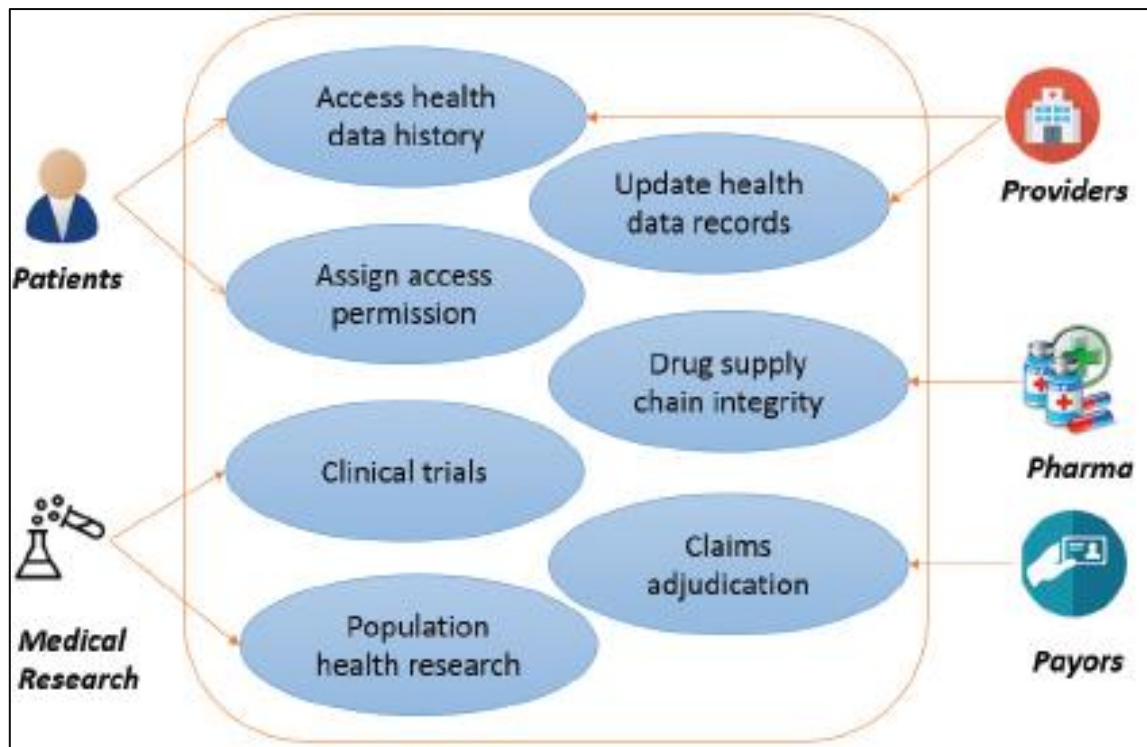 Access health
data history
Update health
data records
Providers
Patients
Assign access
permission
Drug supply
chain integrity
Pharma
Clinical trials
Claims
adjudication
Medical
Research
Population
health research
Payors